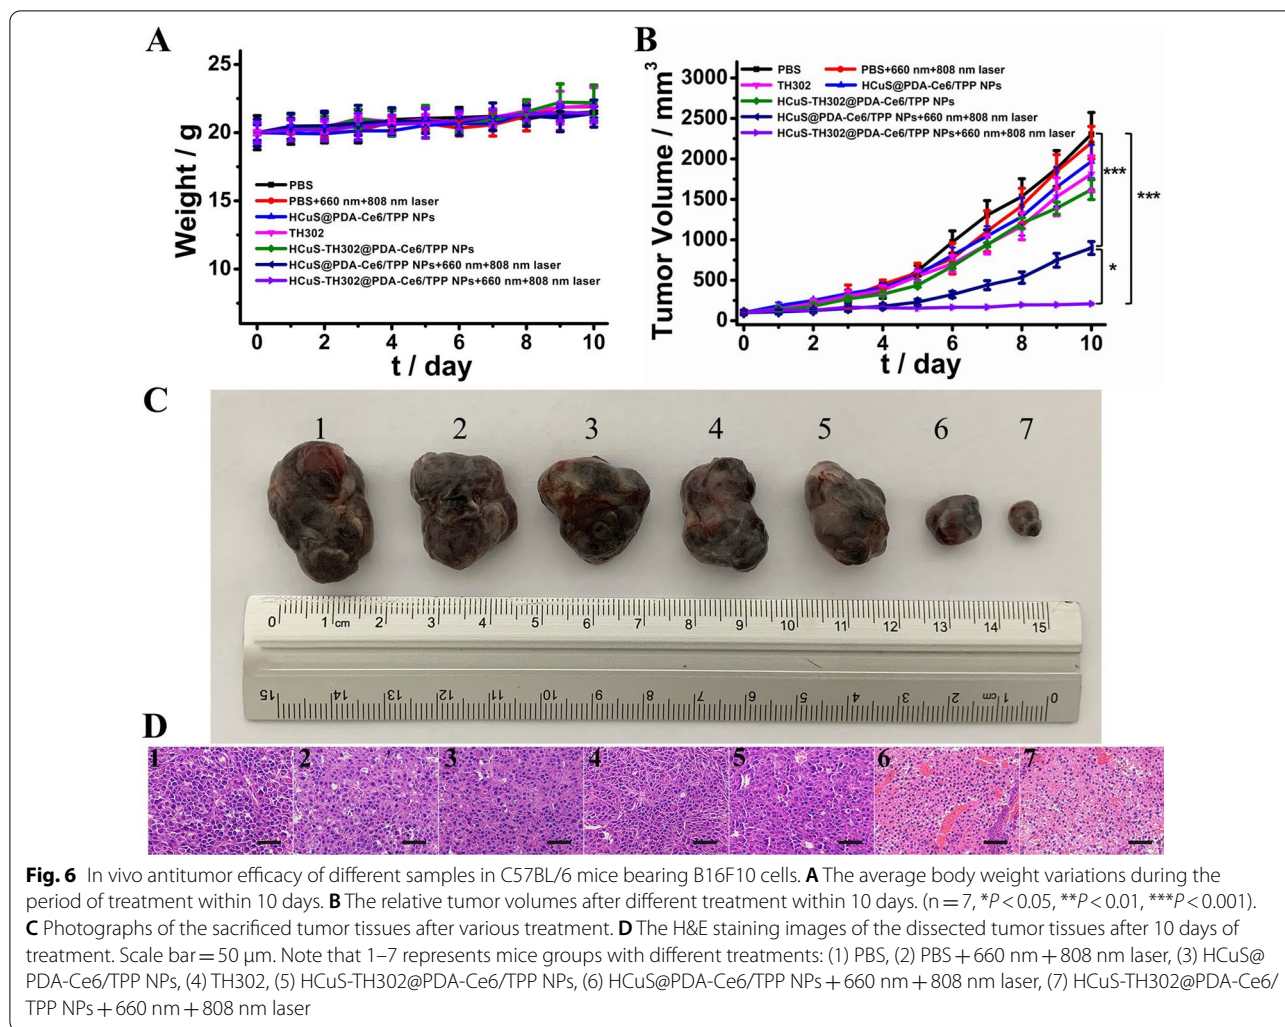 A
25
20
15
10
Weight / g
PBS
PBS+660 nm+808 nm laser
HCuS@PDA-Ce6/TPP NPs
TH302
HCuS-TH302@PDA-Ce6/TPP NPs
HCuS@PDA-Ce6/TPP NPs+660 nm+808 nm laser
HCuS-TH302@PDA-Ce6/TPP NPs+660 nm+808 nm laser
0 2 4 6 8 10
t / day
B
3000
2500
2000
1500
1000
500
0
Tumor Volume / mm³
PBS PBS+660 nm+808 nm laser
TH302 HCuS@PDA-Ce6/TPP NPs
HCuS-TH302@PDA-Ce6/TPP NPs
HCuS@PDA-Ce6/TPP NPs+660 nm+808 nm laser
HCuS-TH302@PDA-Ce6/TPP NPs+660 nm+808 nm laser
***
***
*
0 2 4 6 8 10
t / day
C
1 2 3 4 5 6 7
0 1 cm 2 3 4 5 6 7 8 9 10 11 12 13 14 15
15 14 13 12 11 10 9 8 7 6 5 4 3 2 cm 1 0
D
1 2 3 4 5 6 7
Fig. 6 In vivo antitumor efficacy of different samples in C57BL/6 mice bearing B16F10 cells. A The average body weight variations during the
period of treatment within 10 days. B The relative tumor volumes after different treatment within 10 days. (n = 7, *P < 0.05, **P < 0.01, ***P < 0.001).
C Photographs of the sacrificed tumor tissues after various treatment. D The H&E staining images of the dissected tumor tissues after 10 days of
treatment. Scale bar = 50 μm. Note that 1–7 represents mice groups with different treatments: (1) PBS, (2) PBS + 660 nm + 808 nm laser, (3) HCuS@
PDA-Ce6/TPP NPs, (4) TH302, (5) HCuS-TH302@PDA-Ce6/TPP NPs, (6) HCuS@PDA-Ce6/TPP NPs + 660 nm + 808 nm laser, (7) HCuS-TH302@PDA-Ce6/
TPP NPs + 660 nm + 808 nm laser